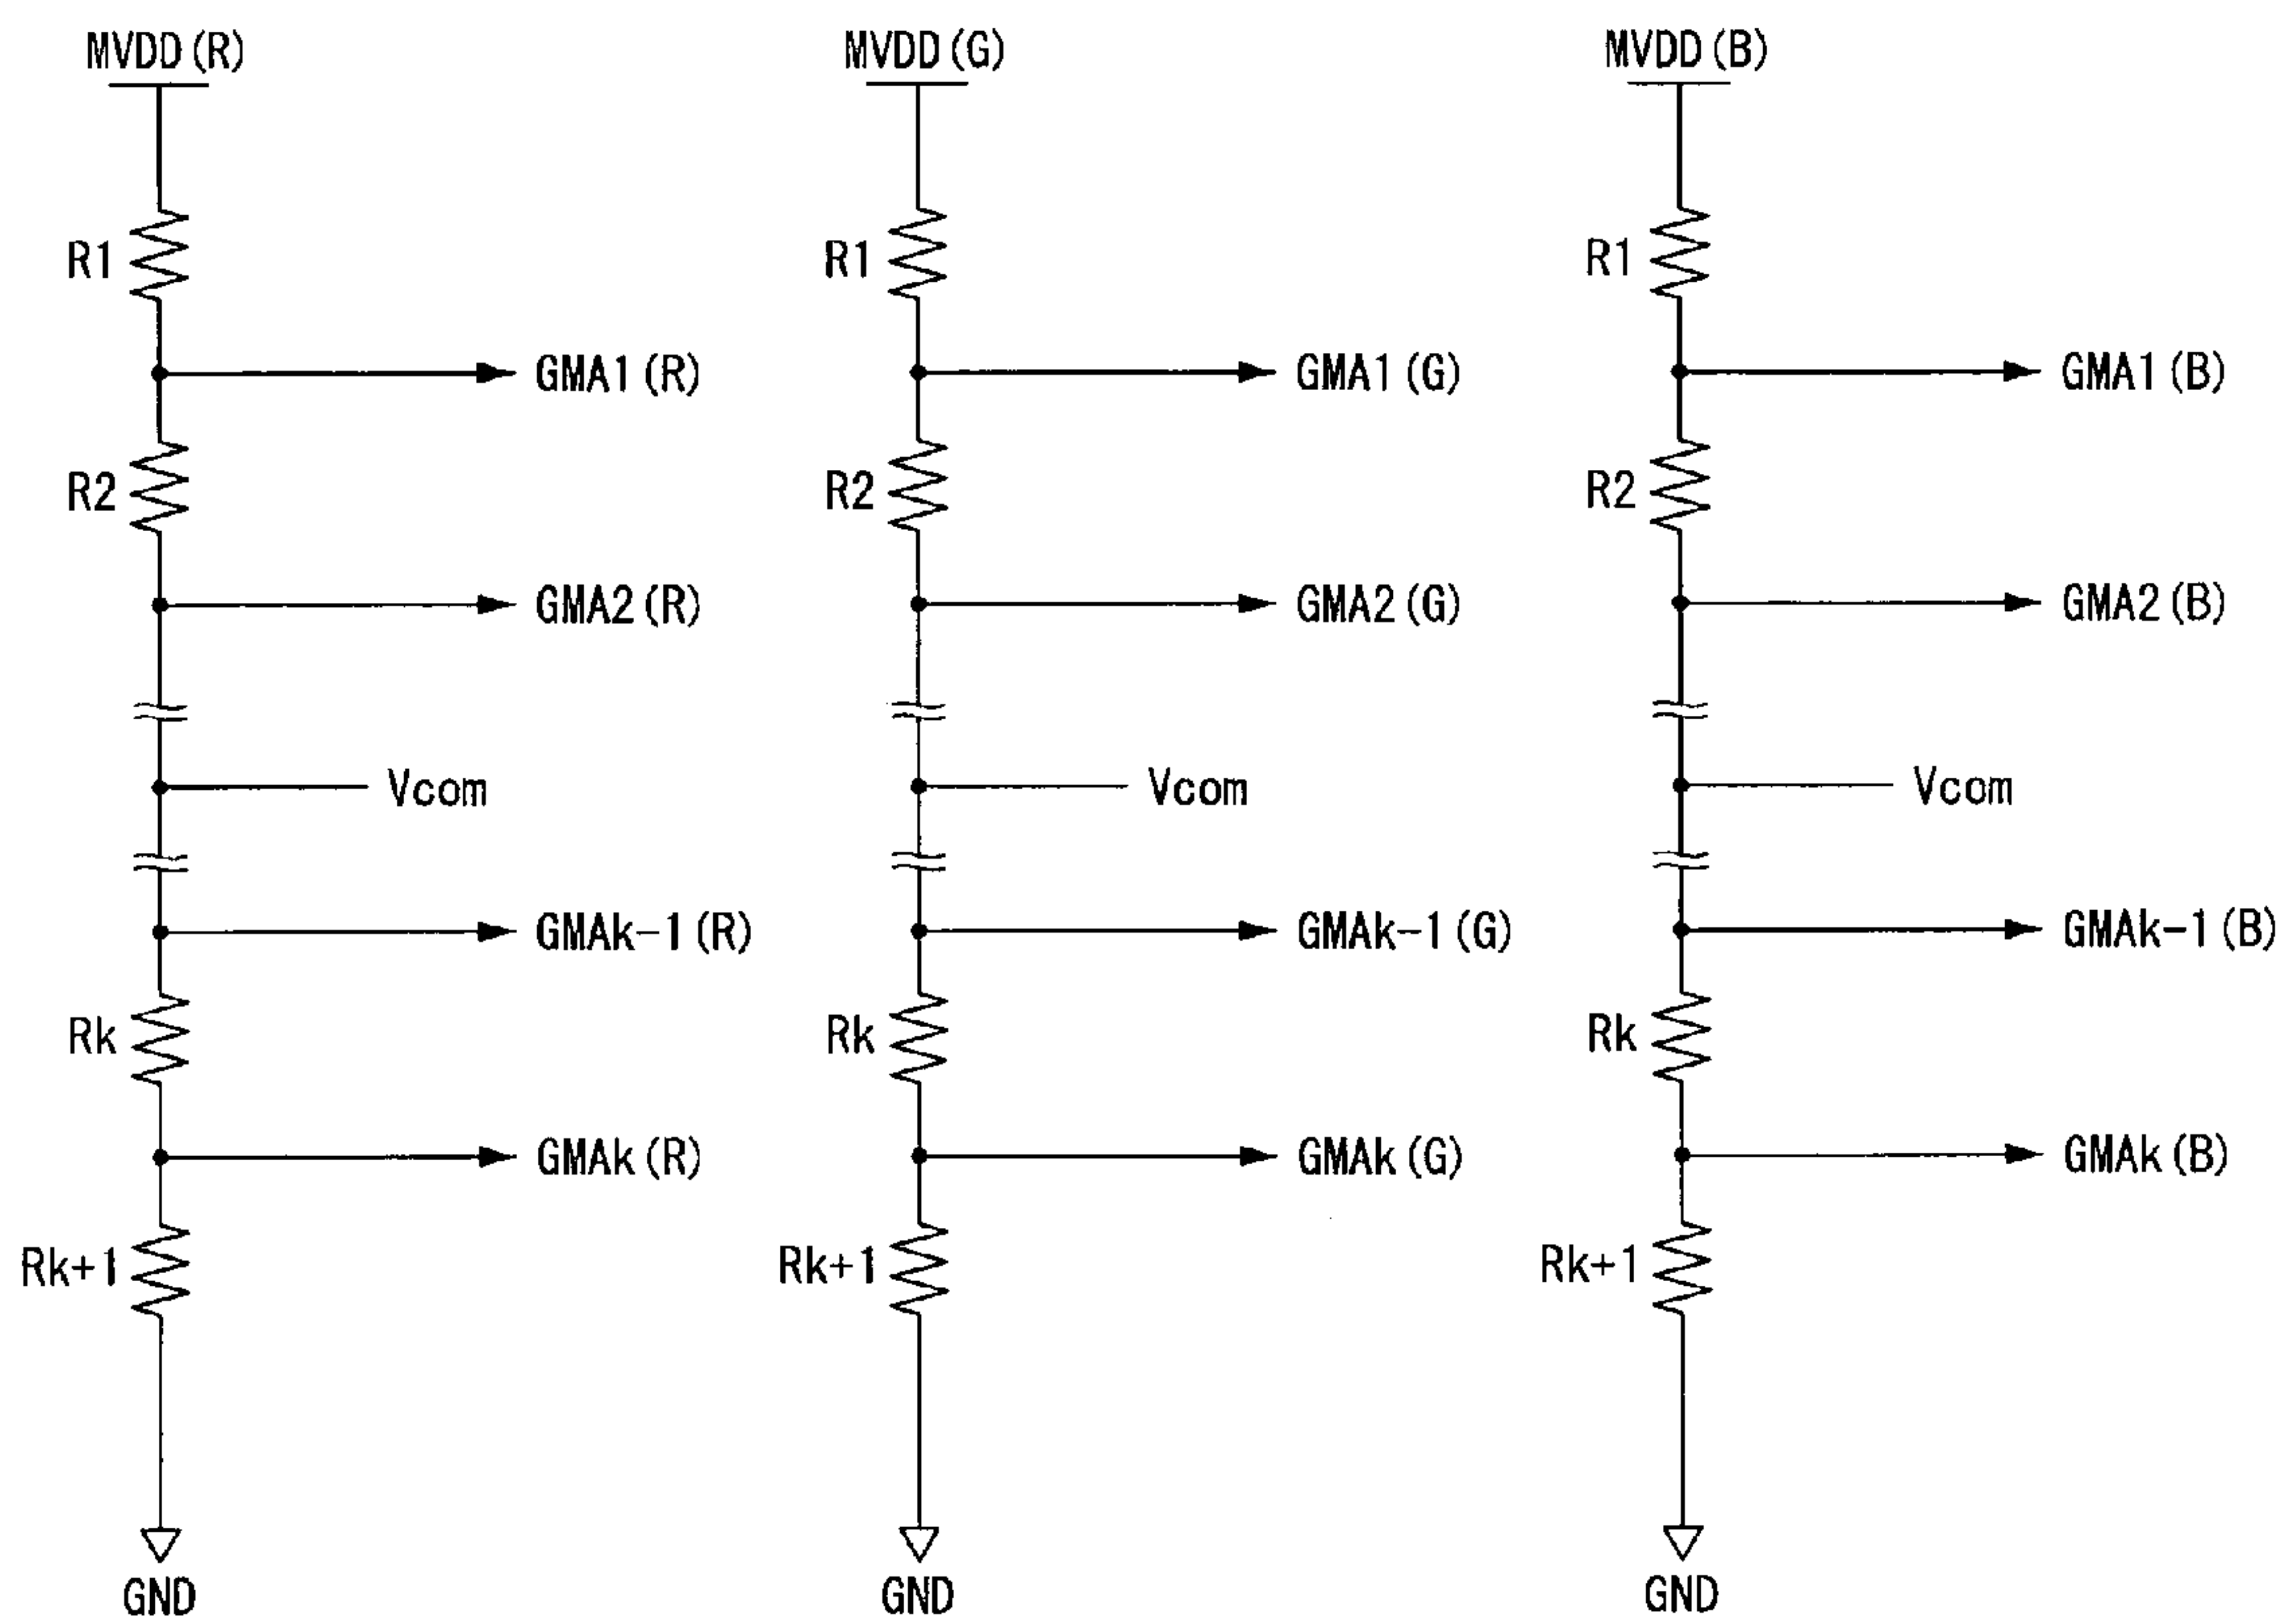 MVDD(R) MVDD(G) MVDD(B)
R1 R1 R1
GMA1(R) GMA1(G) GMA1(B)
R2 R2 R2
GMA2(R) GMA2(G) GMA2(B)
Vcom Vcom Vcom
GMAk-1(R) GMAk-1(G) GMAk-1(B)
Rk Rk Rk
GMAk(R) GMAk(G) GMAk(B)
Rk+1 Rk+1 Rk+1
GND GND GND